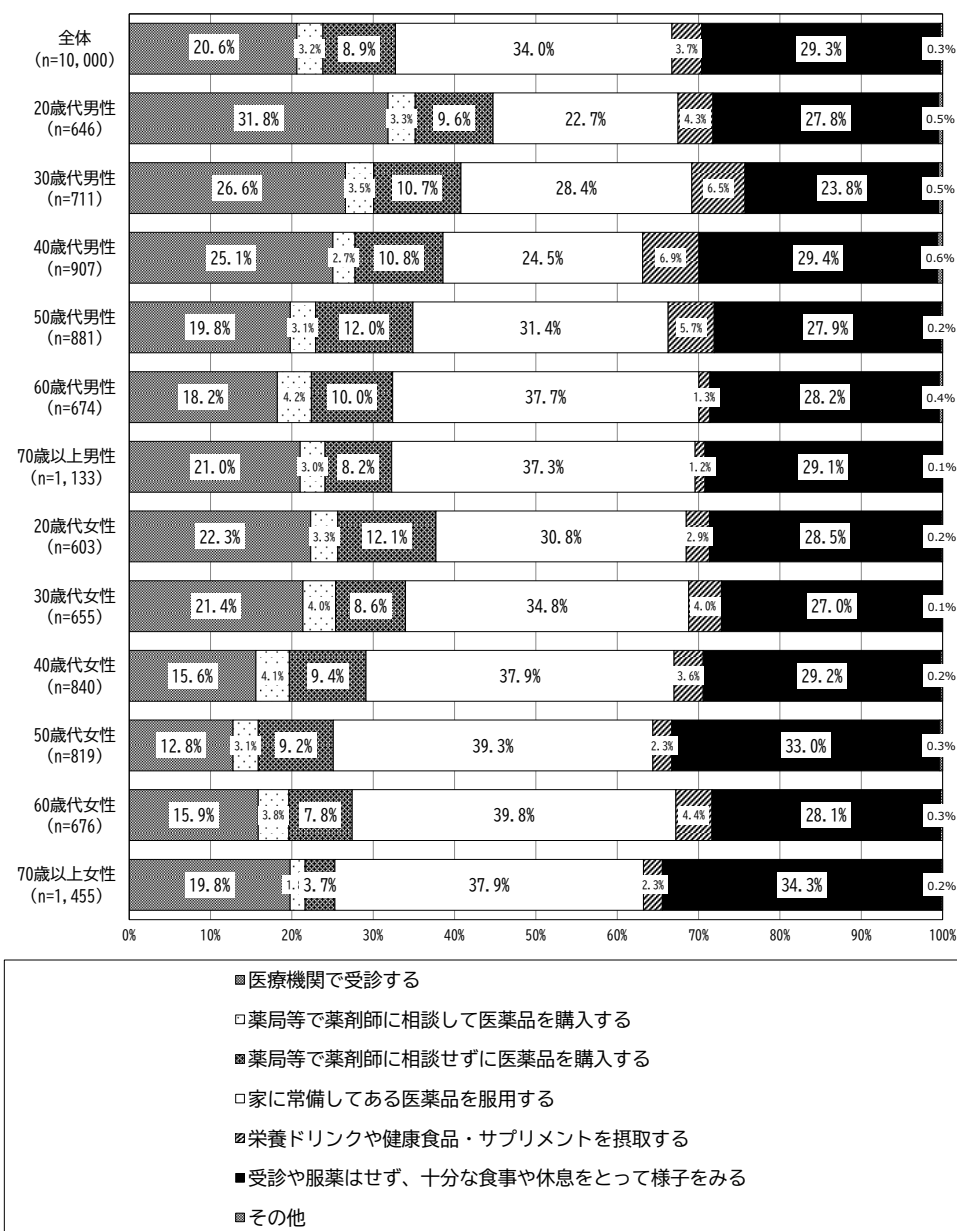 全体 20.6% 3.2% 8.9% 34.0% 3.7% 29.3% 0.3%
(n=10,000)
20歳代男性 31.8% 3.3% 9.6% 22.7% 4.3% 27.8% 0.5%
(n=646)
30歳代男性 26.6% 3.5% 10.7% 28.4% 6.5% 23.8% 0.5%
(n=711)
40歳代男性 25.1% 2.7% 10.8% 24.5% 6.9% 29.4% 0.6%
(n=907)
50歳代男性 19.8% 3.1% 12.0% 31.4% 5.7% 27.9% 0.2%
(n=881)
60歳代男性 18.2% 4.2% 10.0% 37.7% 1.3% 28.2% 0.4%
(n=674)
70歳以上男性 21.0% 3.0% 8.2% 37.3% 1.2% 29.1% 0.1%
(n=1,133)
20歳代女性 22.3% 3.3% 12.1% 30.8% 2.9% 28.5% 0.2%
(n=603)
30歳代女性 21.4% 4.0% 8.6% 34.8% 4.0% 27.0% 0.1%
(n=655)
40歳代女性 15.6% 4.1% 9.4% 37.9% 3.6% 29.2% 0.2%
(n=840)
50歳代女性 12.8% 3.1% 9.2% 39.3% 2.3% 33.0% 0.3%
(n=819)
60歳代女性 15.9% 3.8% 7.8% 39.8% 4.4% 28.1% 0.3%
(n=676)
70歳以上女性 19.8% 3.7% 37.9% 2.3% 34.3% 0.2%
(n=1,455)
0% 10% 20% 30% 40% 50% 60% 70% 80% 90% 100%
医療機関で受診する
薬局等で薬剤師に相談して医薬品を購入する
薬局等で薬剤師に相談せずに医薬品を購入する
家に常備してある医薬品を服用する
栄養ドリンクや健康食品・サプリメントを摂取する
受診や服薬はせず、十分な食事や休息をとって様子をみる
その他